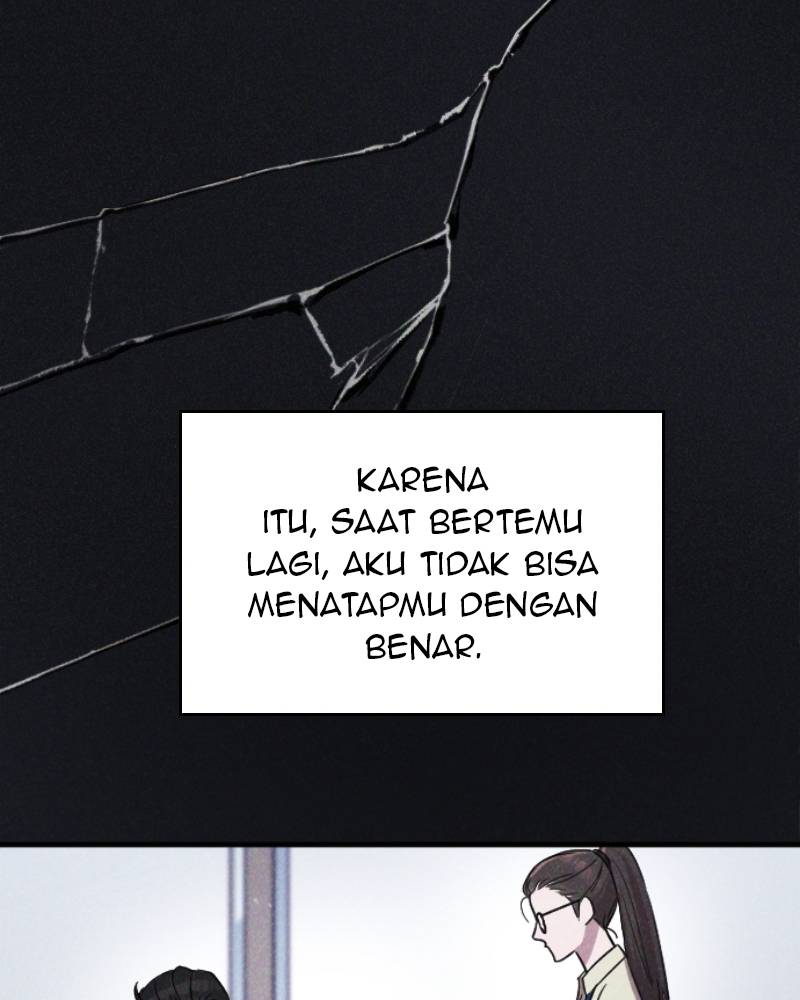 KARENA
ITU, SAAT BERTEMU
LAGI, AKU TIDAK BISA
MENATAPMU DENGAN
BENAR.